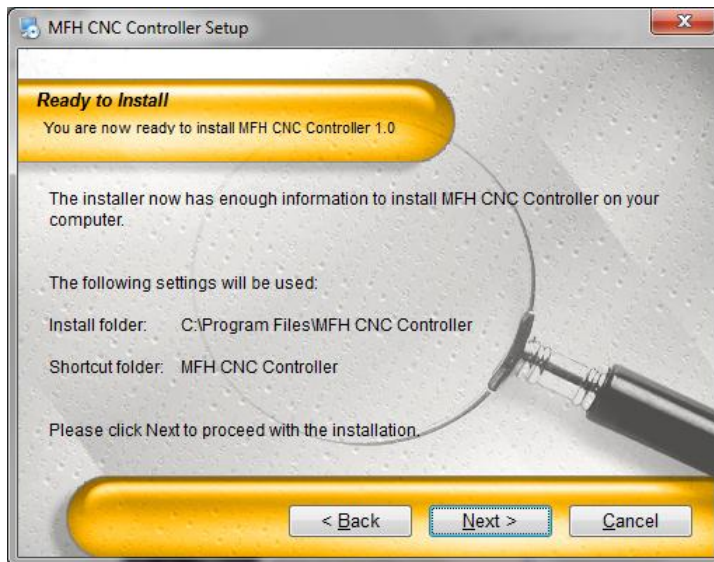 MFH CNC Controller Setup
Ready to Install
You are now ready to install MFH CNC Controller 1.0
The installer now has enough information to install MFH CNC Controller on your
computer.
The following settings will be used:
Install folder: C:\Program Files\MFH CNC Controller
Shortcut folder: MFH CNC Controller
Please click Next to proceed with the installation.
< Back Next > Cancel